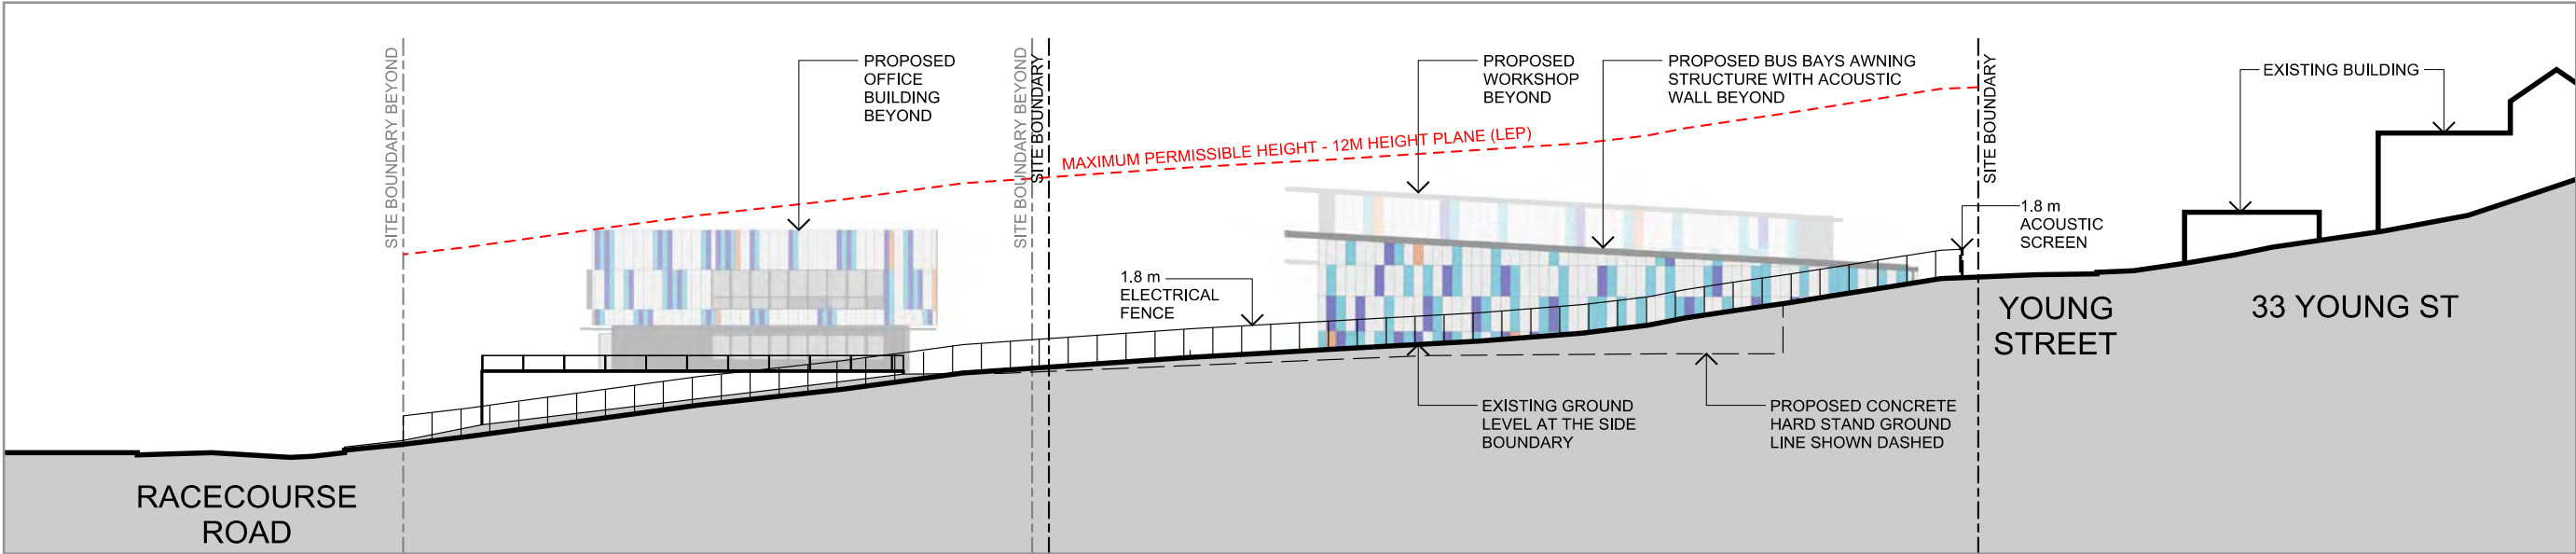 SITE BOUNDARY BEYOND
PROPOSED
OFFICE
BUILDING
BEYOND
SITE BOUNDARY BEYOND
SITE BOUNDARY
MAXIMUM PERMISSIBLE HEIGHT - 12M HEIGHT PLANE (LEP)
PROPOSED
WORKSHOP
BEYOND
PROPOSED BUS BAYS AWNING
STRUCTURE WITH ACOUSTIC
WALL BEYOND
SITE BOUNDARY
EXISTING BUILDING
1.8 m
ACOUSTIC
SCREEN
1.8 m
ELECTRICAL
FENCE
YOUNG
STREET
33 YOUNG ST
EXISTING GROUND
LEVEL AT THE SIDE
BOUNDARY
PROPOSED CONCRETE
HARD STAND GROUND
LINE SHOWN DASHED
RACECOURSE
ROAD